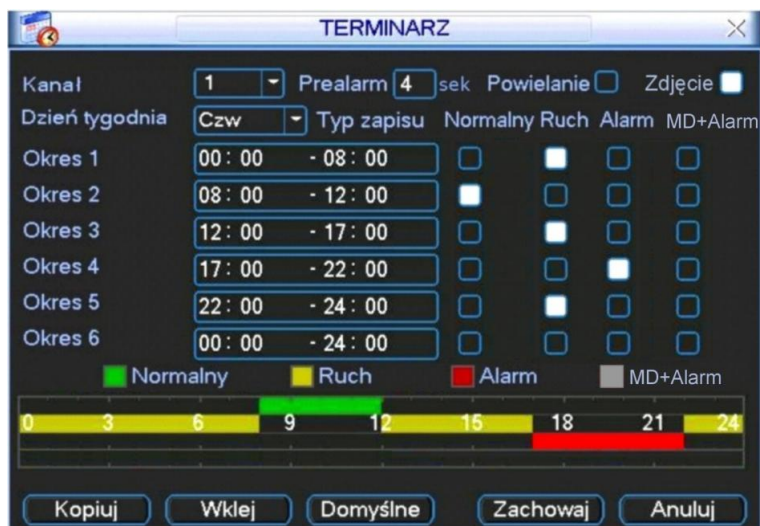 TERMINARZ
Kanał 1 Prealarm 4 sek Powielanie Zdjęcie
Dzień tygodnia Czw Typ zapisu Normalny Ruch Alarm MD+Alarm
Okres 1 00: 00 - 08: 00
Okres 2 08: 00 - 12: 00
Okres 3 12: 00 - 17: 00
Okres 4 17: 00 - 22: 00
Okres 5 22: 00 - 24: 00
Okres 6 00: 00 - 24: 00
Normalny Ruch Alarm MD+Alarm
0 3 6 9 12 15 18 21 24
Kopiuj Wklej Domyślne Zachowaj Anuluj